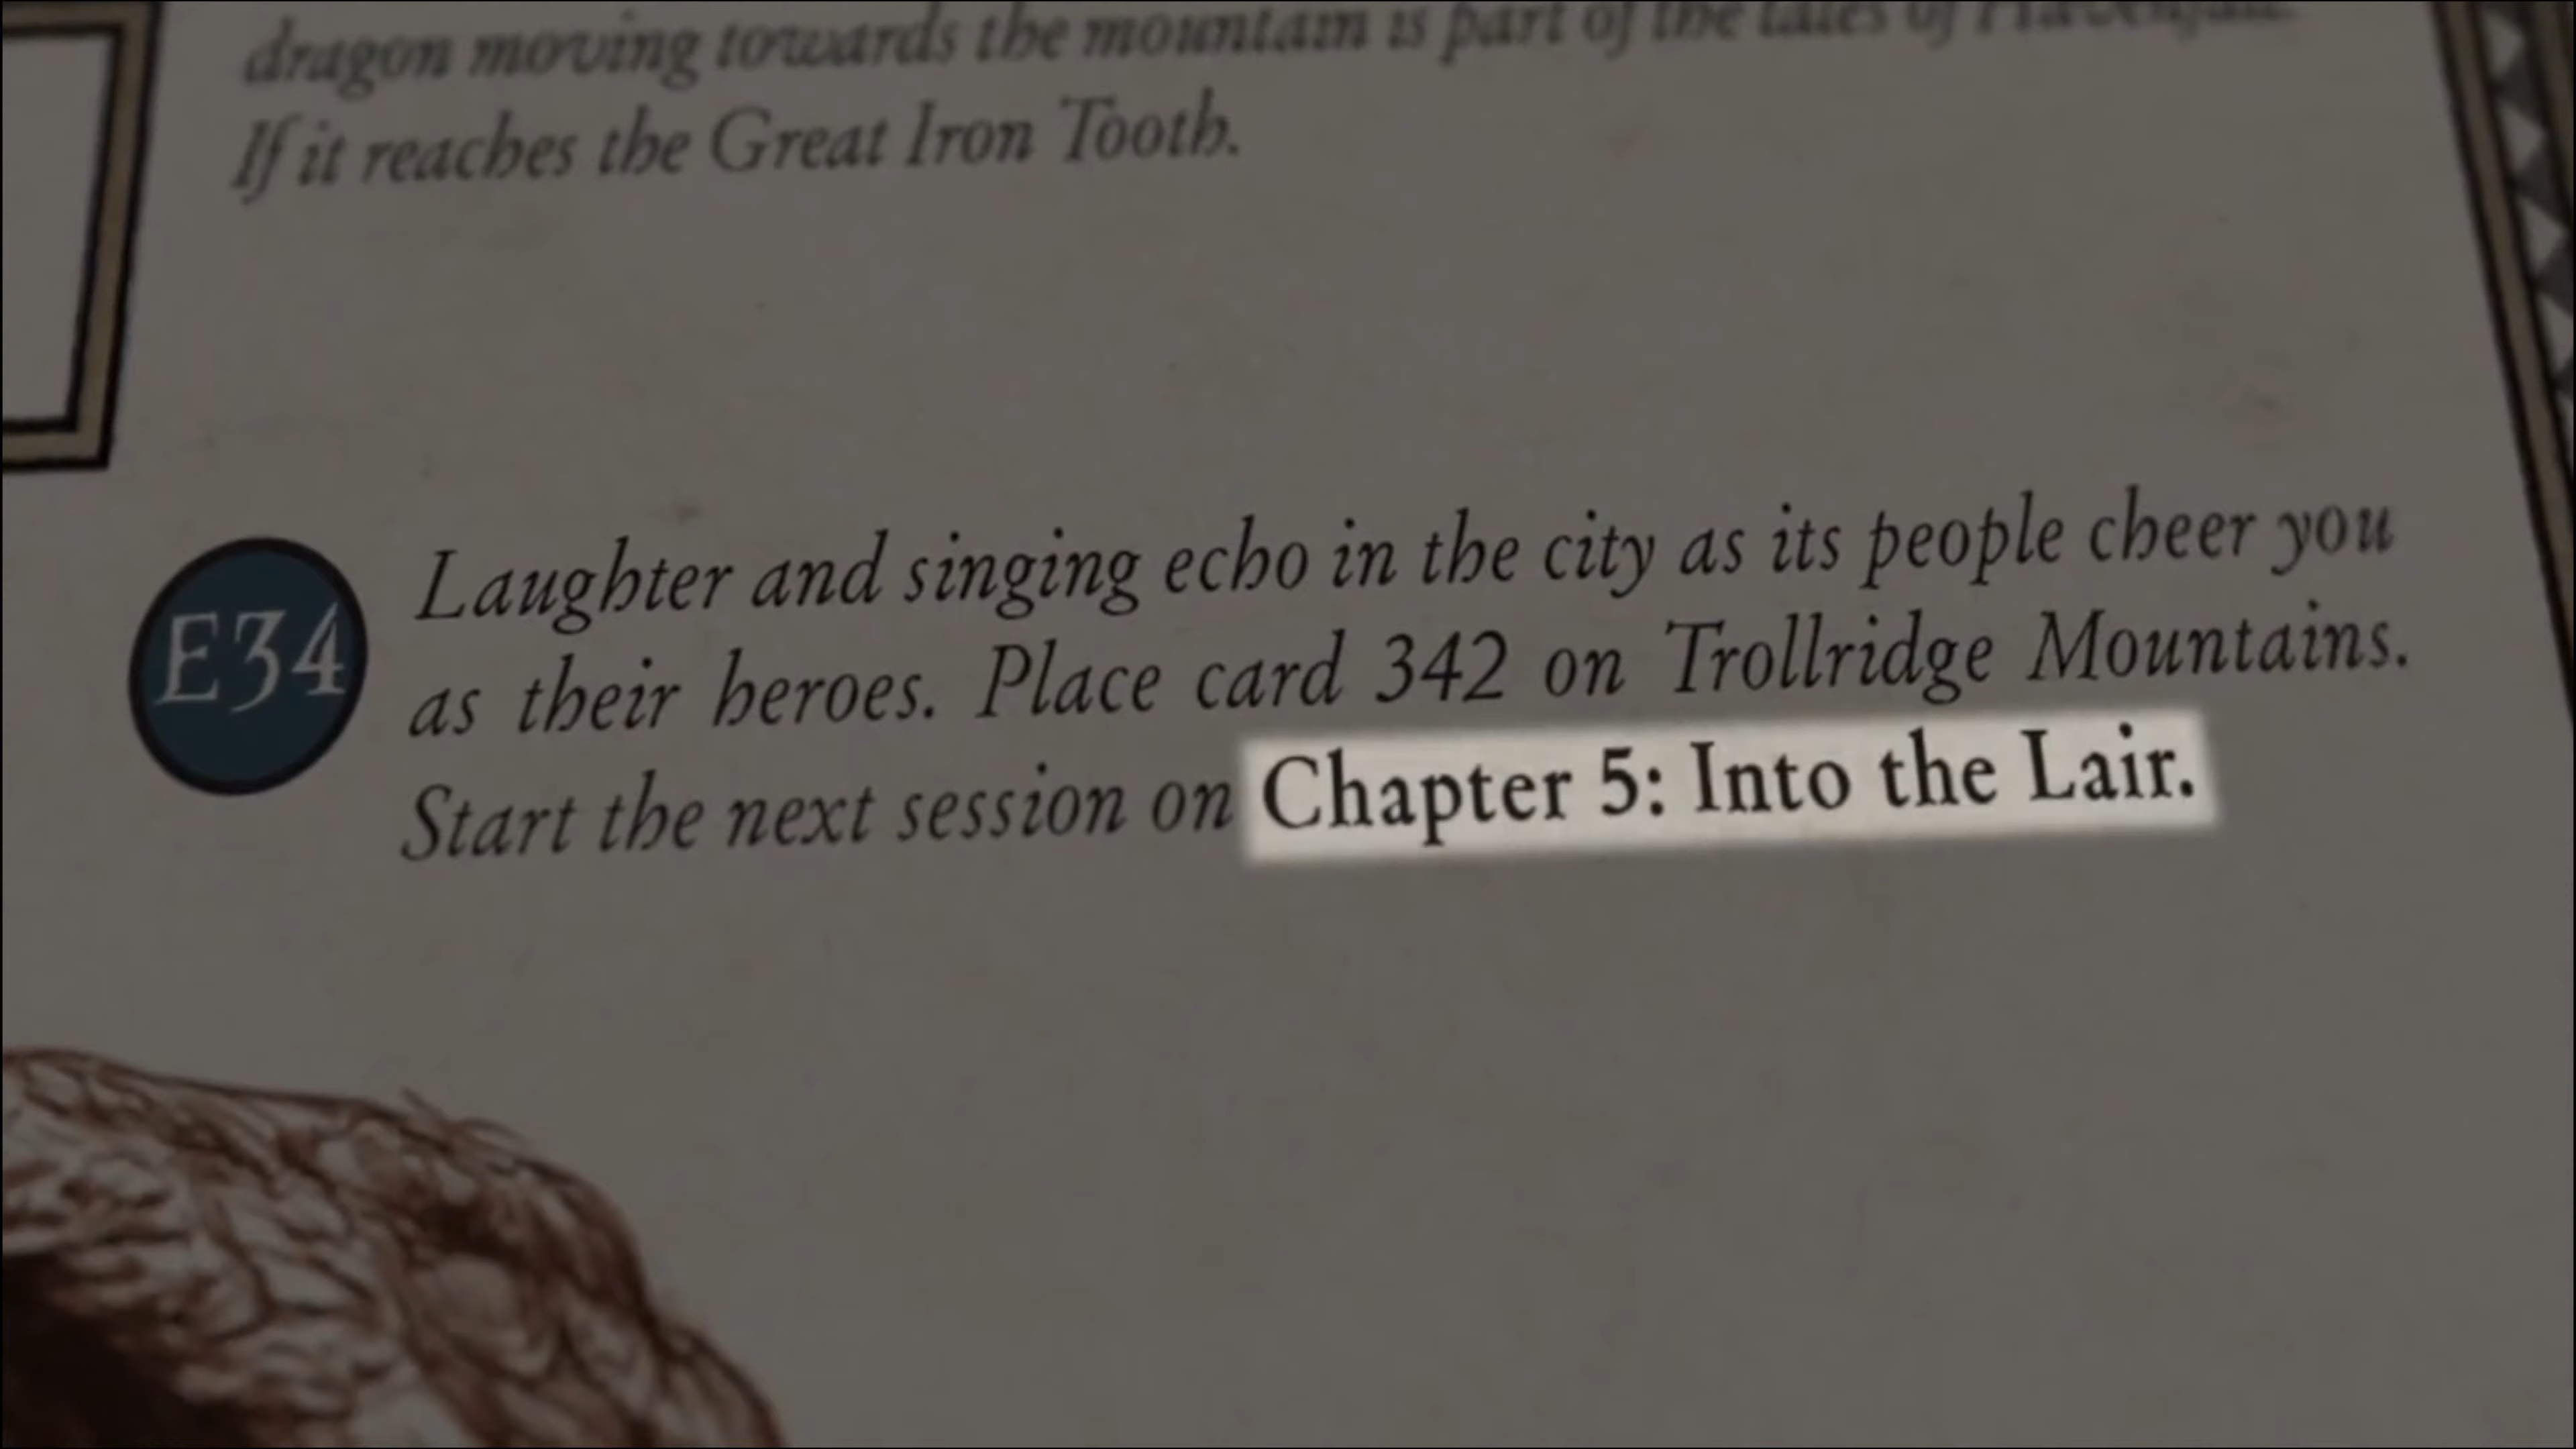 dragon moving towards the mountain is part of the tales of
If it reaches the Great Iron Tooth.
E34
Laughter and singing echo in the city as its people cheer you
as their heroes. Place card 342 on Trollridge Mountains.
Start the next session on Chapter 5: Into the Lair.